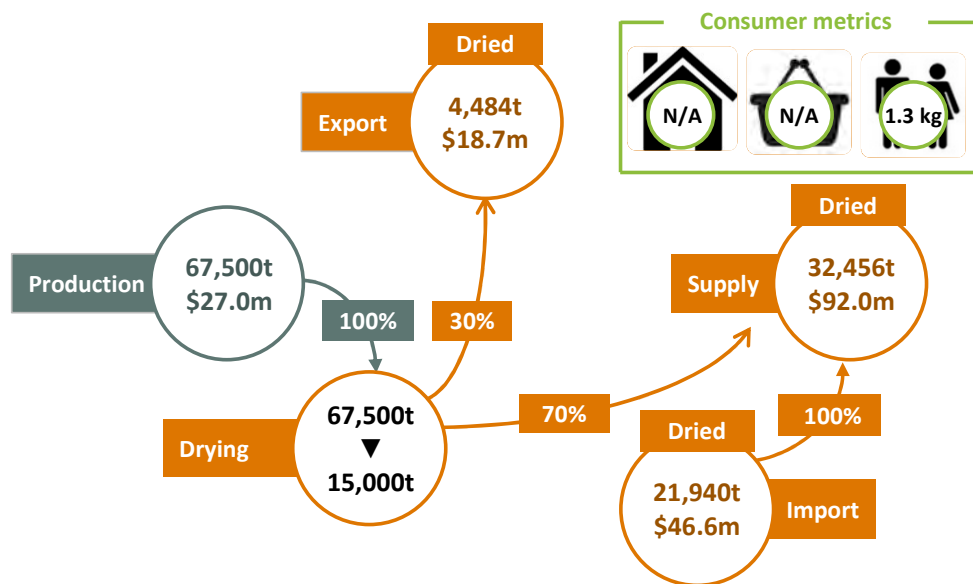 Consumer metrics
N/A
N/A
1.3 kg
Dried
Export
4,484t
$18.7m
Production
67,500t
$27.0m
100%
30%
Dried
Supply
32,456t
$92.0m
Drying
67,500t
▼
15,000t
70%
100%
Dried
21,940t
$46.6m
Import